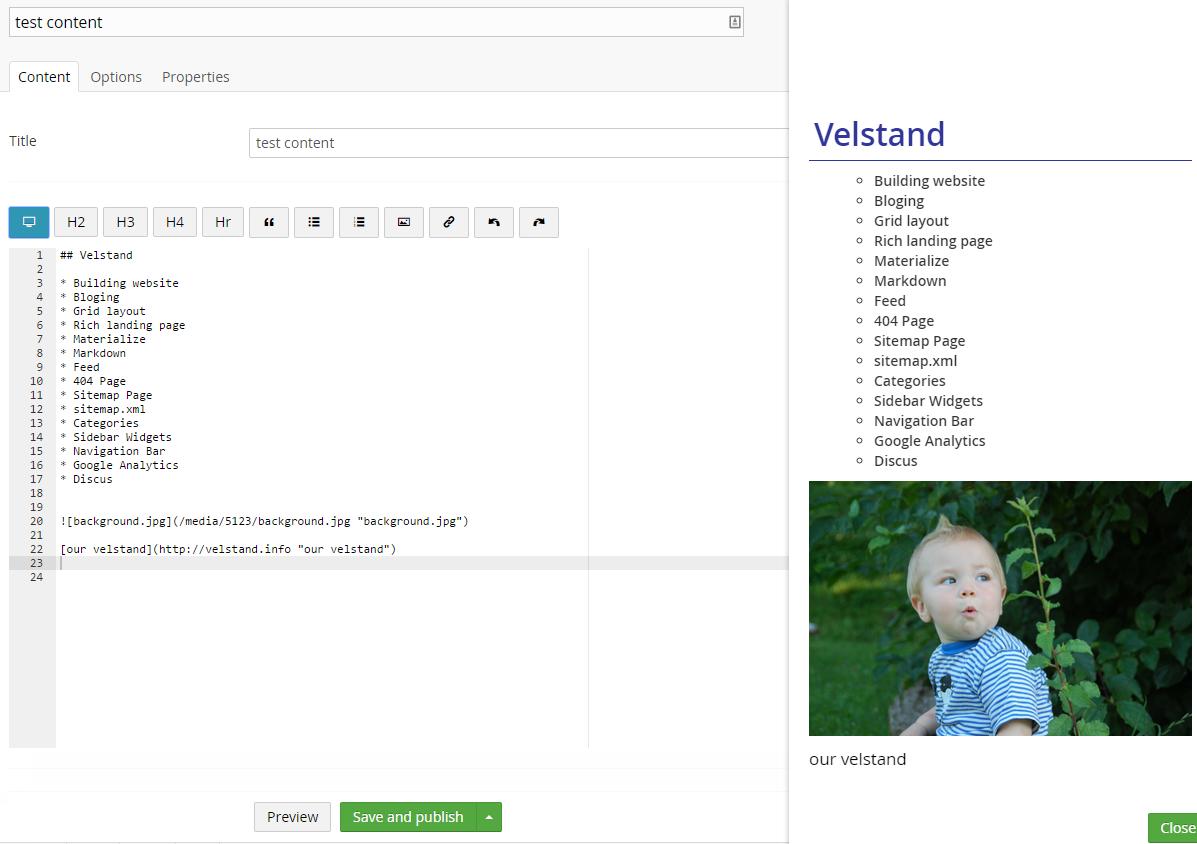 test content
Content Options Properties
Title
test content
H2 H3 H4 Hr
1 ## Velstand
2
3 * Building website
4 * Bloging
5 * Grid layout
6 * Rich landing page
7 * Materialize
8 * Markdown
9 * Feed
10 * 404 Page
11 * Sitemap Page
12 * sitemap.xml
13 * Categories
14 * Sidebar Widgets
15 * Navigation Bar
16 * Google Analytics
17 * Discus
18
19
20 ![background.jpg](/media/5123/background.jpg "background.jpg")
21
22 [our velstand](http://velstand.info "our velstand")
23
24
Preview Save and publish
Velstand
Building website
Bloging
Grid layout
Rich landing page
Materialize
Markdown
Feed
404 Page
Sitemap Page
sitemap.xml
Categories
Sidebar Widgets
Navigation Bar
Google Analytics
Discus
our velstand
Close